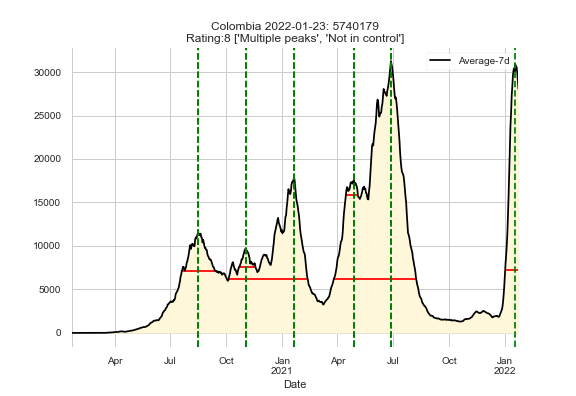 Colombia 2022-01-23: 5740179
Rating:8 ['Multiple peaks', 'Not in control']
Average-7d
30000
25000
20000
15000
10000
5000
0
Apr Jul Oct Jan Apr Jul Oct Jan
2021 2022
Date